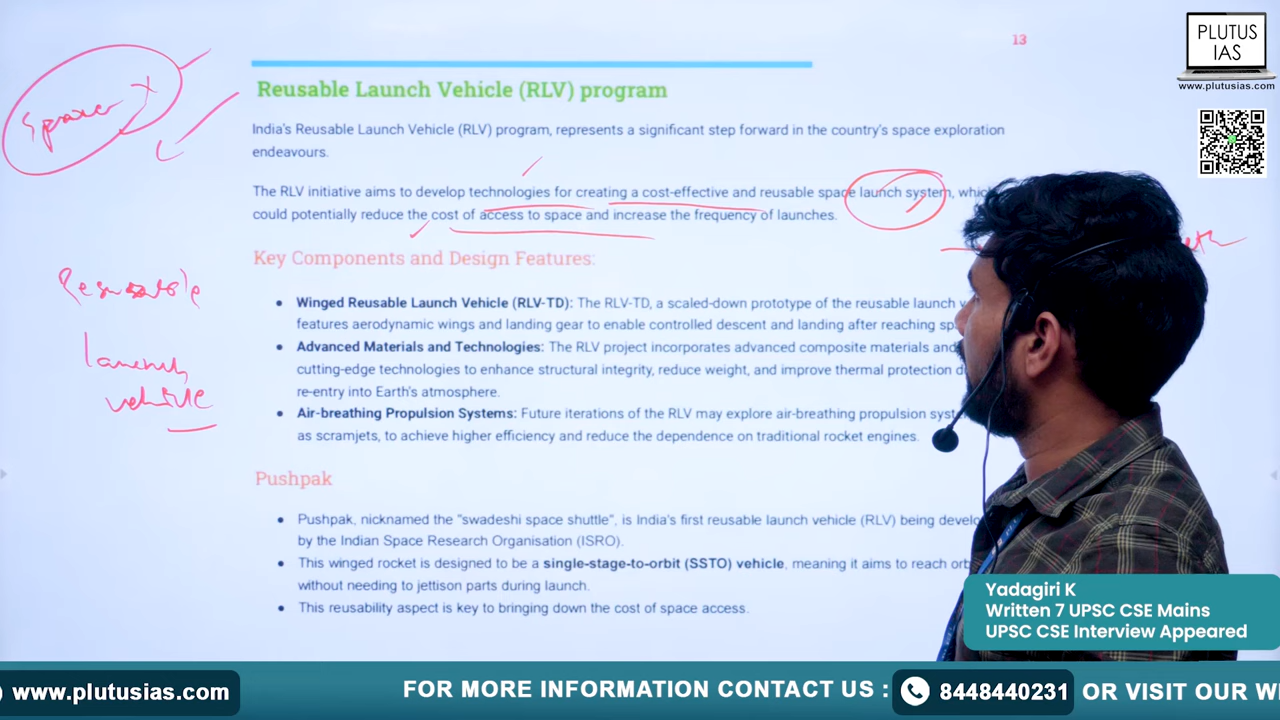 13
PLUTUS
IAS
www.plutusias.com
Space X
Reusable Launch Vehicle (RLV) program
India's Reusable Launch Vehicle (RLV) program, represents a significant step forward in the country's space exploration
endeavours.
The RLV initiative aims to develop technologies for creating a cost-effective and reusable space launch system, which
could potentially reduce the cost of access to space and increase the frequency of launches.
Key Components and Design Features:
Reusable
launch
vehicle
• Winged Reusable Launch Vehicle (RLV-TD): The RLV-TD, a scaled-down prototype of the reusable launch
features aerodynamic wings and landing gear to enable controlled descent and landing after reaching
• Advanced Materials and Technologies: The RLV project incorporates advanced composite materials and
cutting-edge technologies to enhance structural integrity, reduce weight, and improve thermal protection
re-entry into Earth's atmosphere.
• Air-breathing Propulsion Systems: Future iterations of the RLV may explore air-breathing propulsion
as scramjets, to achieve higher efficiency and reduce the dependence on traditional rocket engines.
Pushpak
• Pushpak, nicknamed the "swadeshi space shuttle", is India's first reusable launch vehicle (RLV) being
by the Indian Space Research Organisation (ISRO).
• This winged rocket is designed to be a single-stage-to-orbit (SSTO) vehicle, meaning it aims to reach
without needing to jettison parts during launch.
• This reusability aspect is key to bringing down the cost of space access.
Yadagiri K
Written 7 UPSC CSE Mains
UPSC CSE Interview Appeared
www.plutusias.com
FOR MORE INFORMATION CONTACT US : 8448440231 OR VISIT OUR